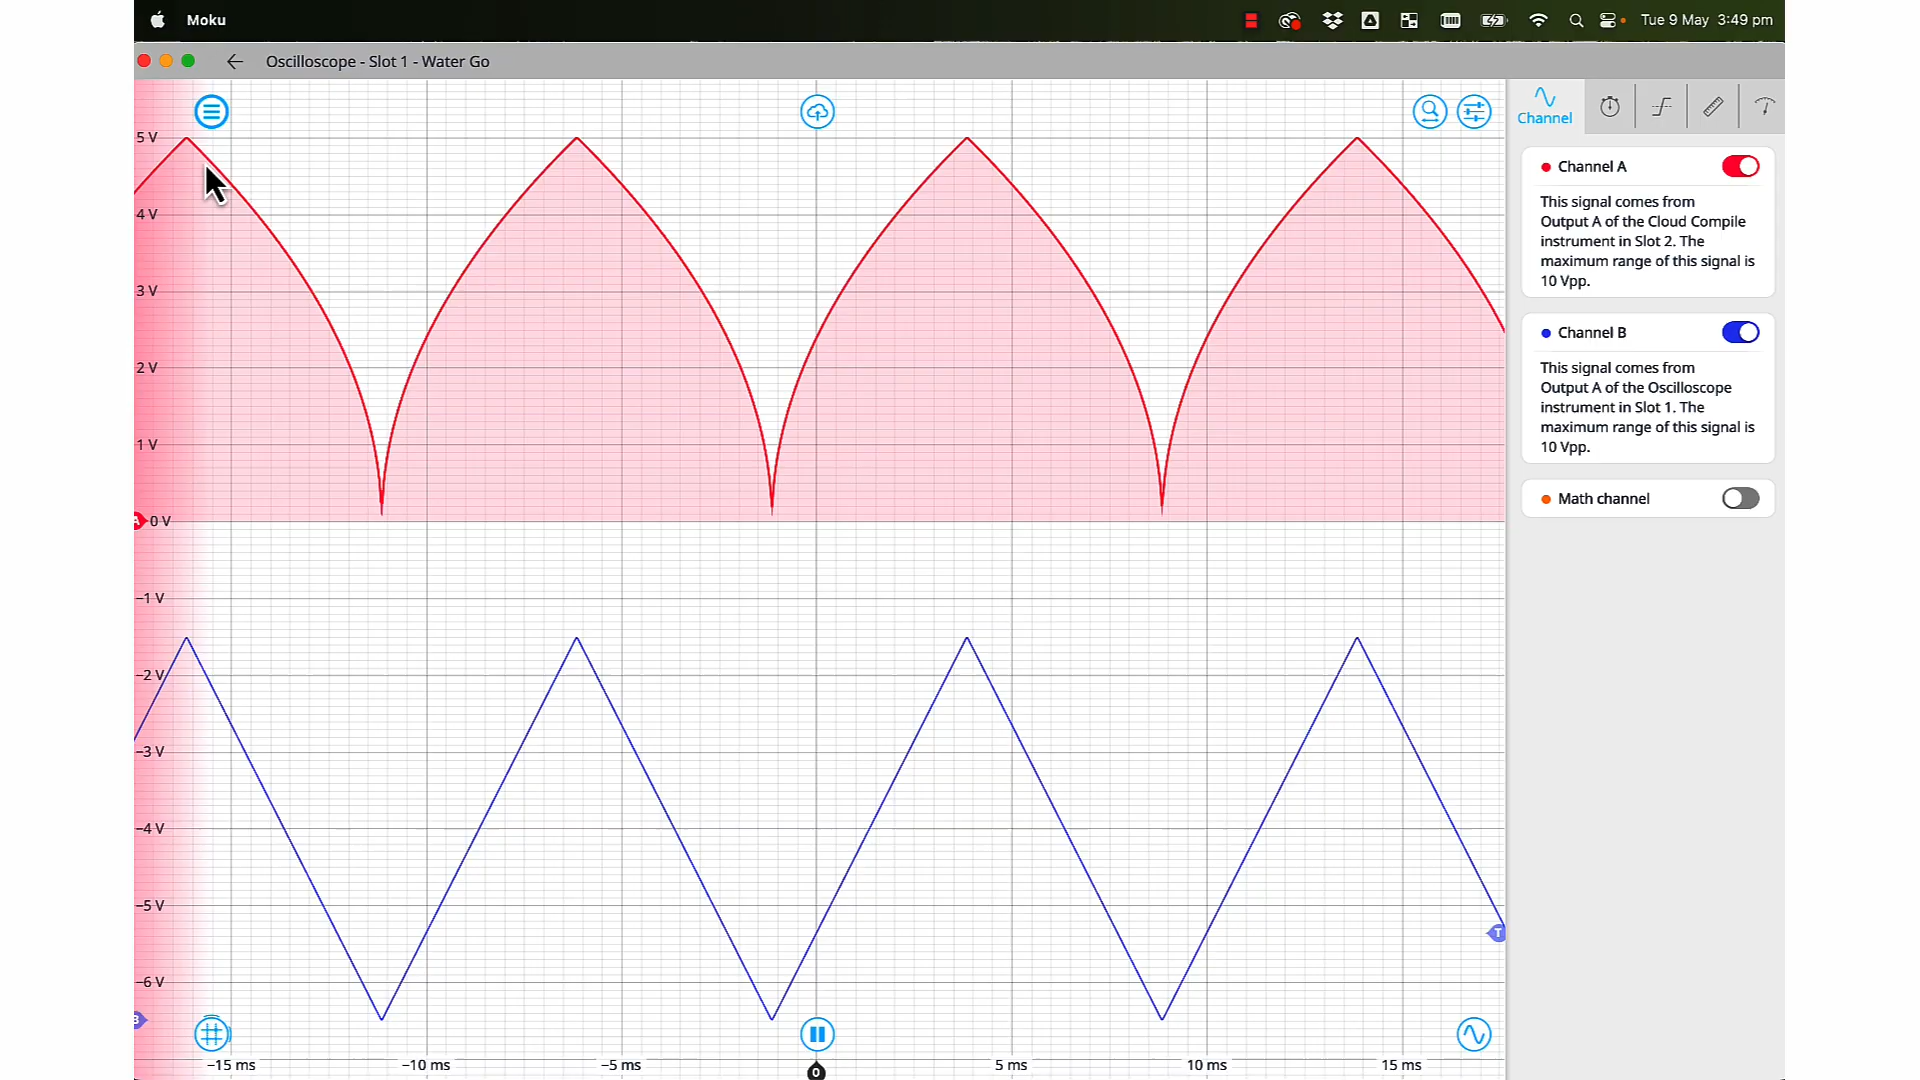 Moku
Tue 9 May 3:49 pm
Oscilloscope - Slot 1 - Water Go
Channel
5 V
4 V
3 V
2 V
1 V
A
0 V
−1 V
−2 V
−3 V
−4 V
−5 V
−6 V
B
T
−15 ms
−10 ms
−5 ms
0
5 ms
10 ms
15 ms
Channel A
This signal comes from
Output A of the Cloud Compile
instrument in Slot 2. The
maximum range of this signal is
10 Vpp.
Channel B
This signal comes from
Output A of the Oscilloscope
instrument in Slot 1. The
maximum range of this signal is
10 Vpp.
Math channel